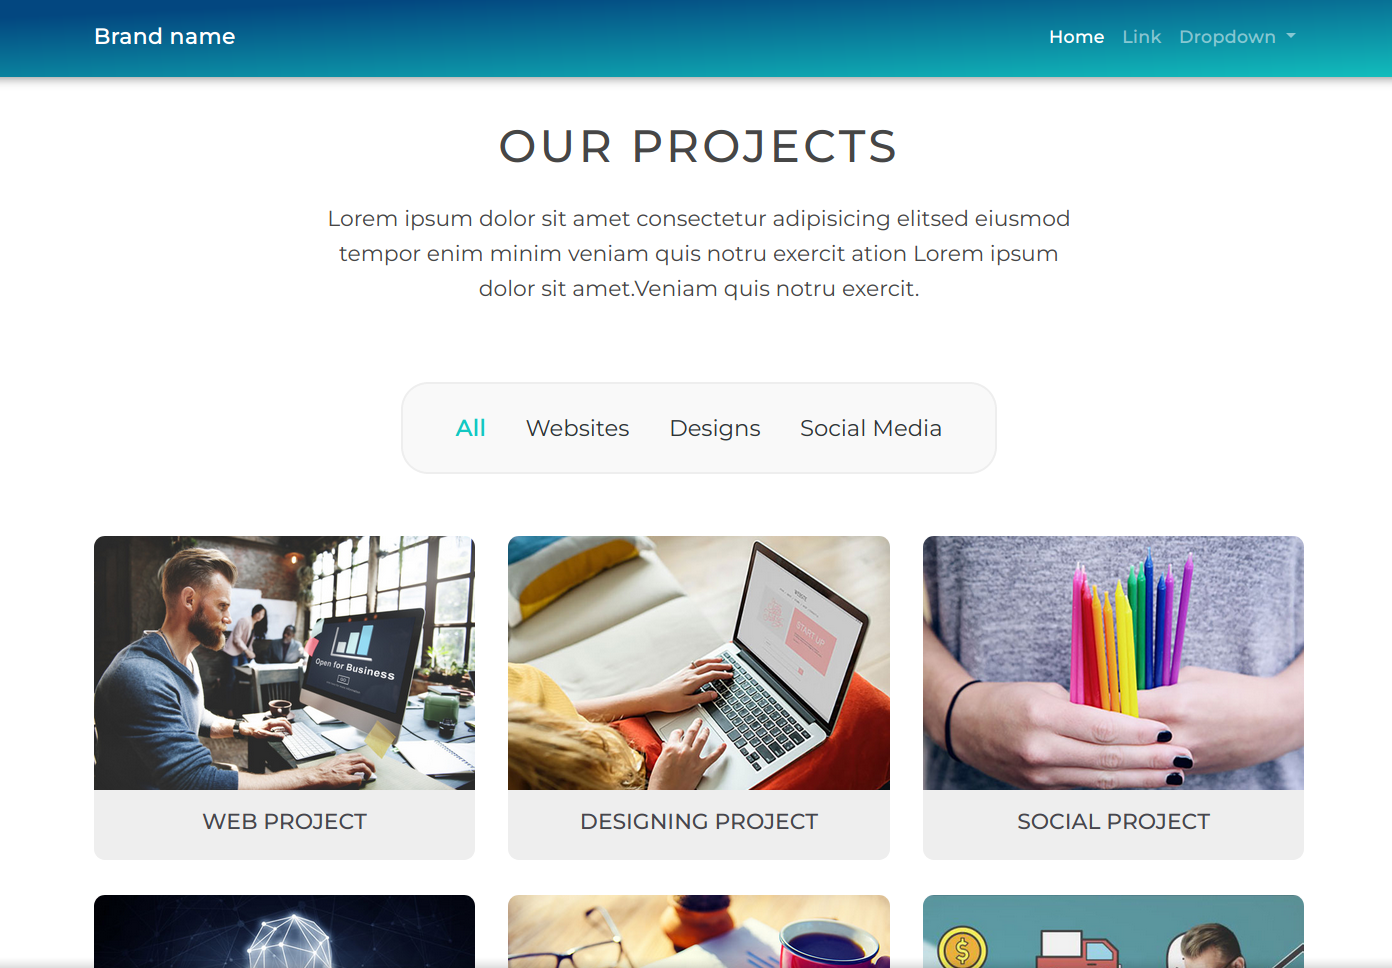 Brand name
Home Link Dropdown
OUR PROJECTS
Lorem ipsum dolor sit amet consectetur adipisicing elitsed eiusmod
tempor enim minim veniam quis notru exercit ation Lorem ipsum
dolor sit amet.Veniam quis notru exercit.
All Websites Designs Social Media
Open for Business
GO
START UP
WEB PROJECT
DESIGNING PROJECT
SOCIAL PROJECT
$